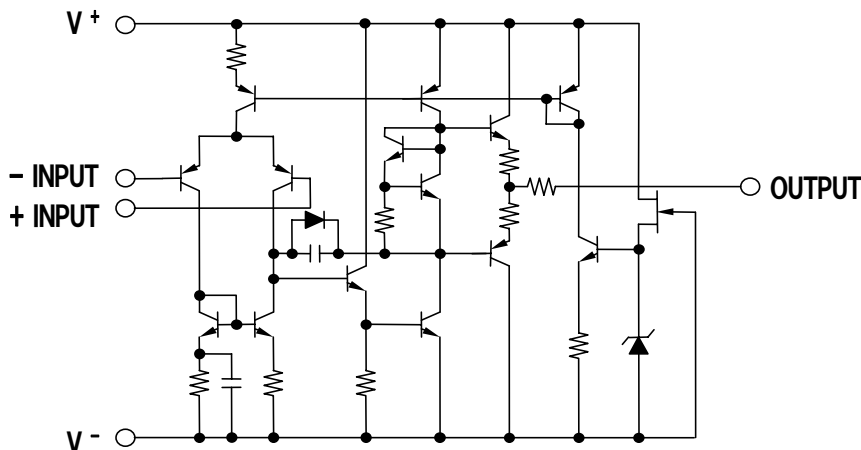 V+
- INPUT
+ INPUT
OUTPUT
V-